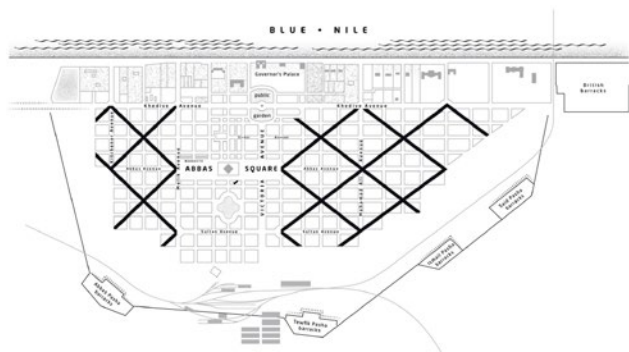 BLUE • NILE
Governor's Palace
British
barracks
public
garden
Khedive Avenue
Khedive Avenue
VICTORIA AVENUE
Abbas Avenue
ABBAS SQUARE
Abbas Avenue
Sultan Avenue
Sultan Avenue
Said Pasha
barracks
Ismail Pasha
barracks
Abbas Pasha
barracks
Tewfik Pasha
barracks